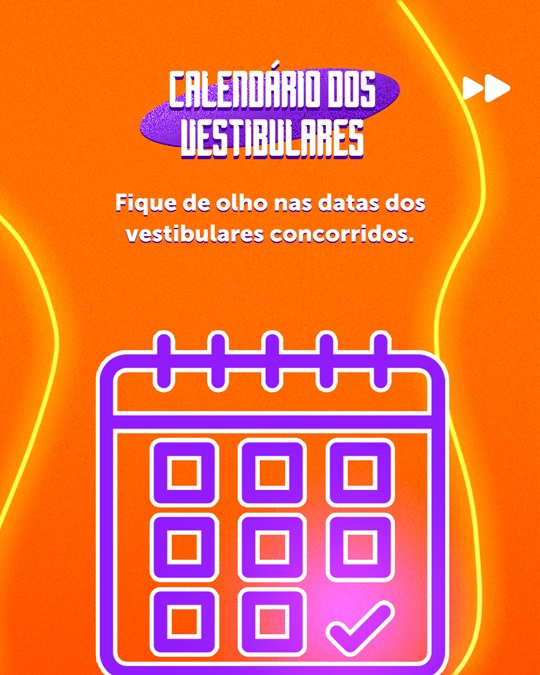 CALENDÁRIO DOS
VESTIBULARES
Fique de olho nas datas dos
vestibulares concorridos.